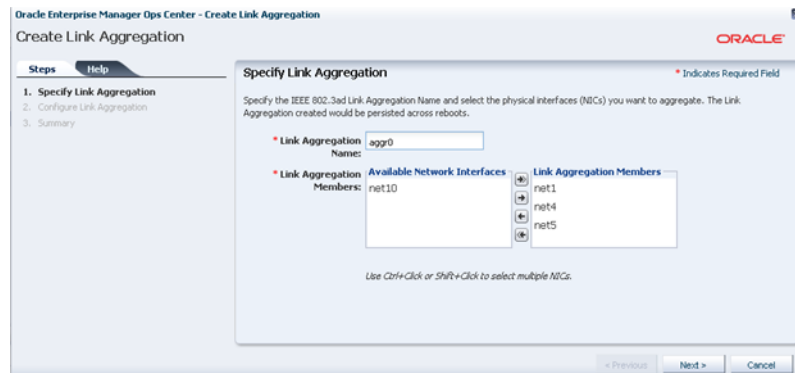 Oracle Enterprise Manager Ops Center - Create Link Aggregation
Create Link Aggregation
ORACLE
Steps
Help
1. Specify Link Aggregation
2. Configure Link Aggregation
3. Summary
Specify Link Aggregation
* Indicates Required Field
Specify the IEEE 802.3ad Link Aggregation Name and select the physical interfaces (NICs) you want to aggregate. The Link
Aggregation created would be persisted across reboots.
* Link Aggregation
Name:
aggr0
* Link Aggregation
Members:
Available Network Interfaces
net10
Link Aggregation Members
net1
net4
net5
Use Ctrl+Click or Shift+Click to select multiple NICs.
< Previous
Next >
Cancel